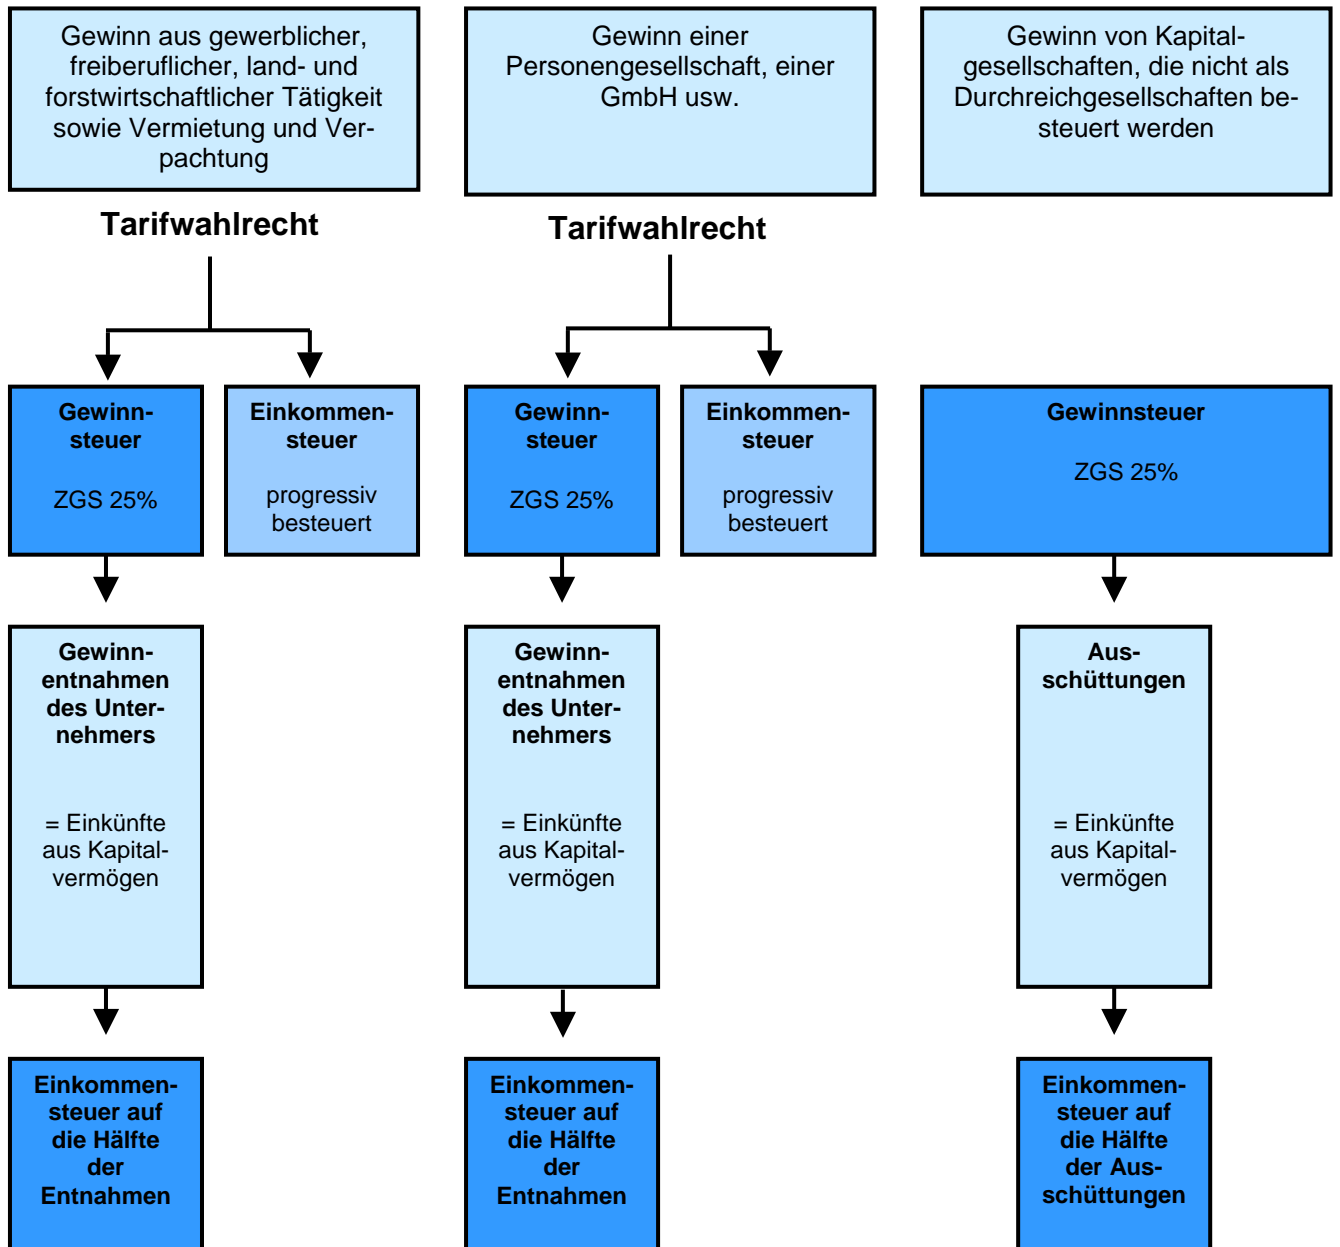 Gewinn aus gewerblicher,
freiberuflicher, land- und
forstwirtschaftlicher Tätigkeit
sowie Vermietung und Ver-
pachtung
Gewinn einer
Personengesellschaft, einer
GmbH usw.
Gewinn von Kapital-
gesellschaften, die nicht als
Durchreichgesellschaften be-
steuert werden
Tarifwahlrecht
Tarifwahlrecht
Gewinn-
steuer
ZGS 25%
Einkommen-
steuer
progressiv
besteuert
Gewinn-
steuer
ZGS 25%
Einkommen-
steuer
progressiv
besteuert
Gewinnsteuer
ZGS 25%
Gewinn-
entnahmen
des Unter-
nehmers
= Einkünfte
aus Kapital-
vermögen
Gewinn-
entnahmen
des Unter-
nehmers
= Einkünfte
aus Kapital-
vermögen
Aus-
schüttungen
= Einkünfte
aus Kapital-
vermögen
Einkommen-
steuer auf
die Hälfte
der
Entnahmen
Einkommen-
steuer auf
die Hälfte
der
Entnahmen
Einkommen-
steuer auf
die Hälfte
der Aus-
schüttungen